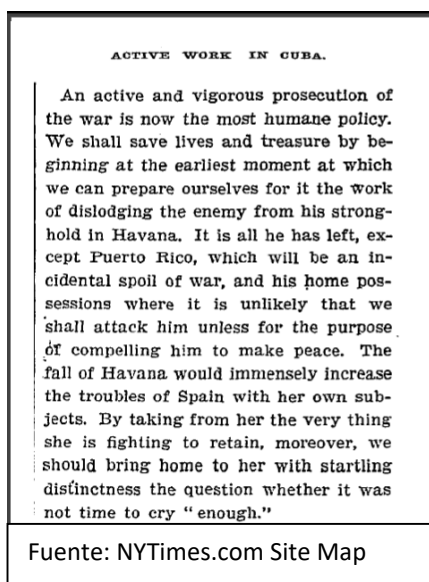 ACTIVE WORK IN CUBA.
An active and vigorous prosecution of
the war is now the most humane policy.
We shall save lives and treasure by be-
ginning at the earliest moment at which
we can prepare ourselves for it the work
of dislodging the enemy from his strong-
hold in Havana. It is all he has left, ex-
cept Puerto Rico, which will be an in-
cidental spoil of war, and his home pos-
sessions where it is unlikely that we
shall attack him unless for the purpose
of compelling him to make peace. The
fall of Havana would immensely increase
the troubles of Spain with her own sub-
jects. By taking from her the very thing
she is fighting to retain, moreover, we
should bring home to her with startling
distinctness the question whether it was
not time to cry "enough."
Fuente: NYTimes.com Site Map